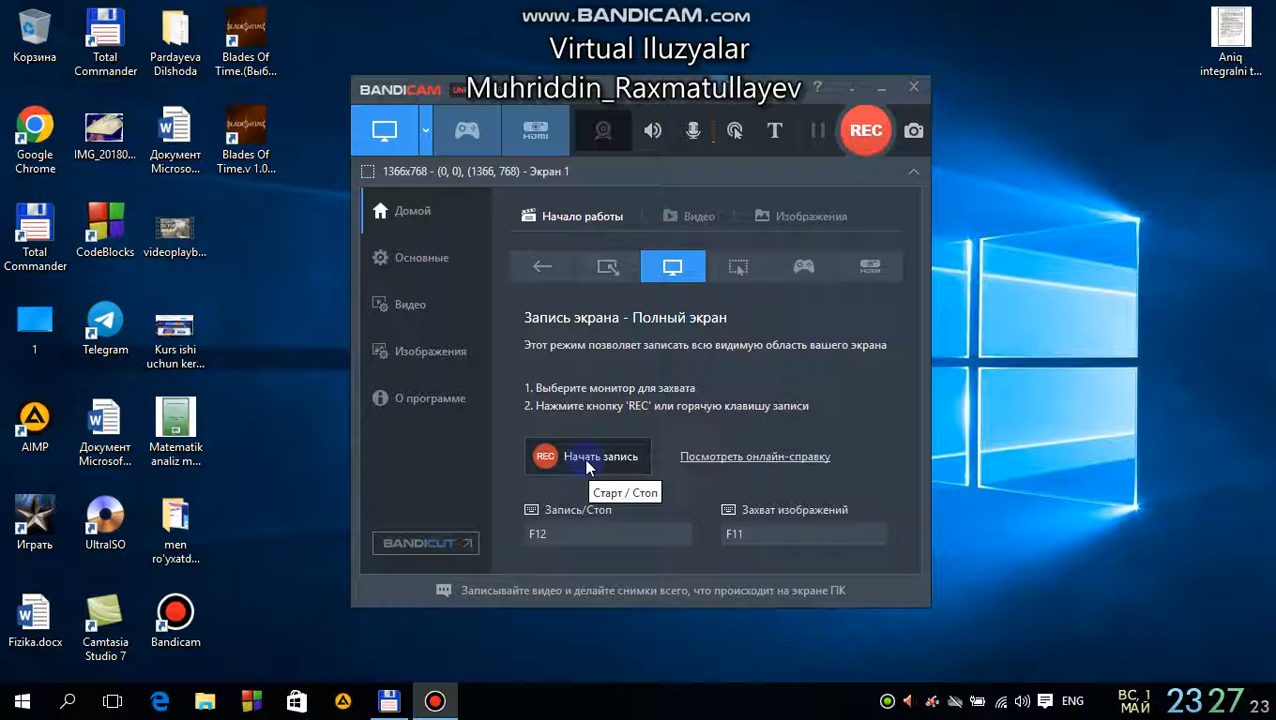 www.BANDICAM.com
Virtual Iluzyalar
Muhriddin_Raxmatullayev
Корзина
Total
Commander
Pardayeva
Dilshoda
Blades Of
Time.(Выб...
Aniq
integralni t...
BANDICAM
?
REC
HDMI
T
1366x768 - (0, 0), (1366, 768) - Экран 1
Google
Chrome
IMG_20180...
Документ
Microso...
Blades Of
Time.v 1.0...
Домой
Основные
Видео
Изображения
О программе
BANDICUT
Начало работы
Видео
Изображения
HDMI
Запись экрана - Полный экран
Этот режим позволяет записать всю видимую область вашего экрана
1. Выберите монитор для захвата
2. Нажмите кнопку 'REC' или горячую клавишу записи
REC
Начать запись
Посмотреть онлайн-справку
Старт / Стоп
Запись/Стоп
Захват изображений
F12
F11
Записывайте видео и делайте снимки всего, что происходит на экране ПК
Total
Commander
CodeBlocks
videoplayb...
1
Telegram
Kurs ishi
uchun ker...
AIMP
Документ
Microsof...
Matematik
analiz m...
Играть
UltraISO
men
ro'yxatd...
Fizika.docx
Camtasia
Studio 7
Bandicam
ENG
ВС, 1
МАЙ
23 27 23